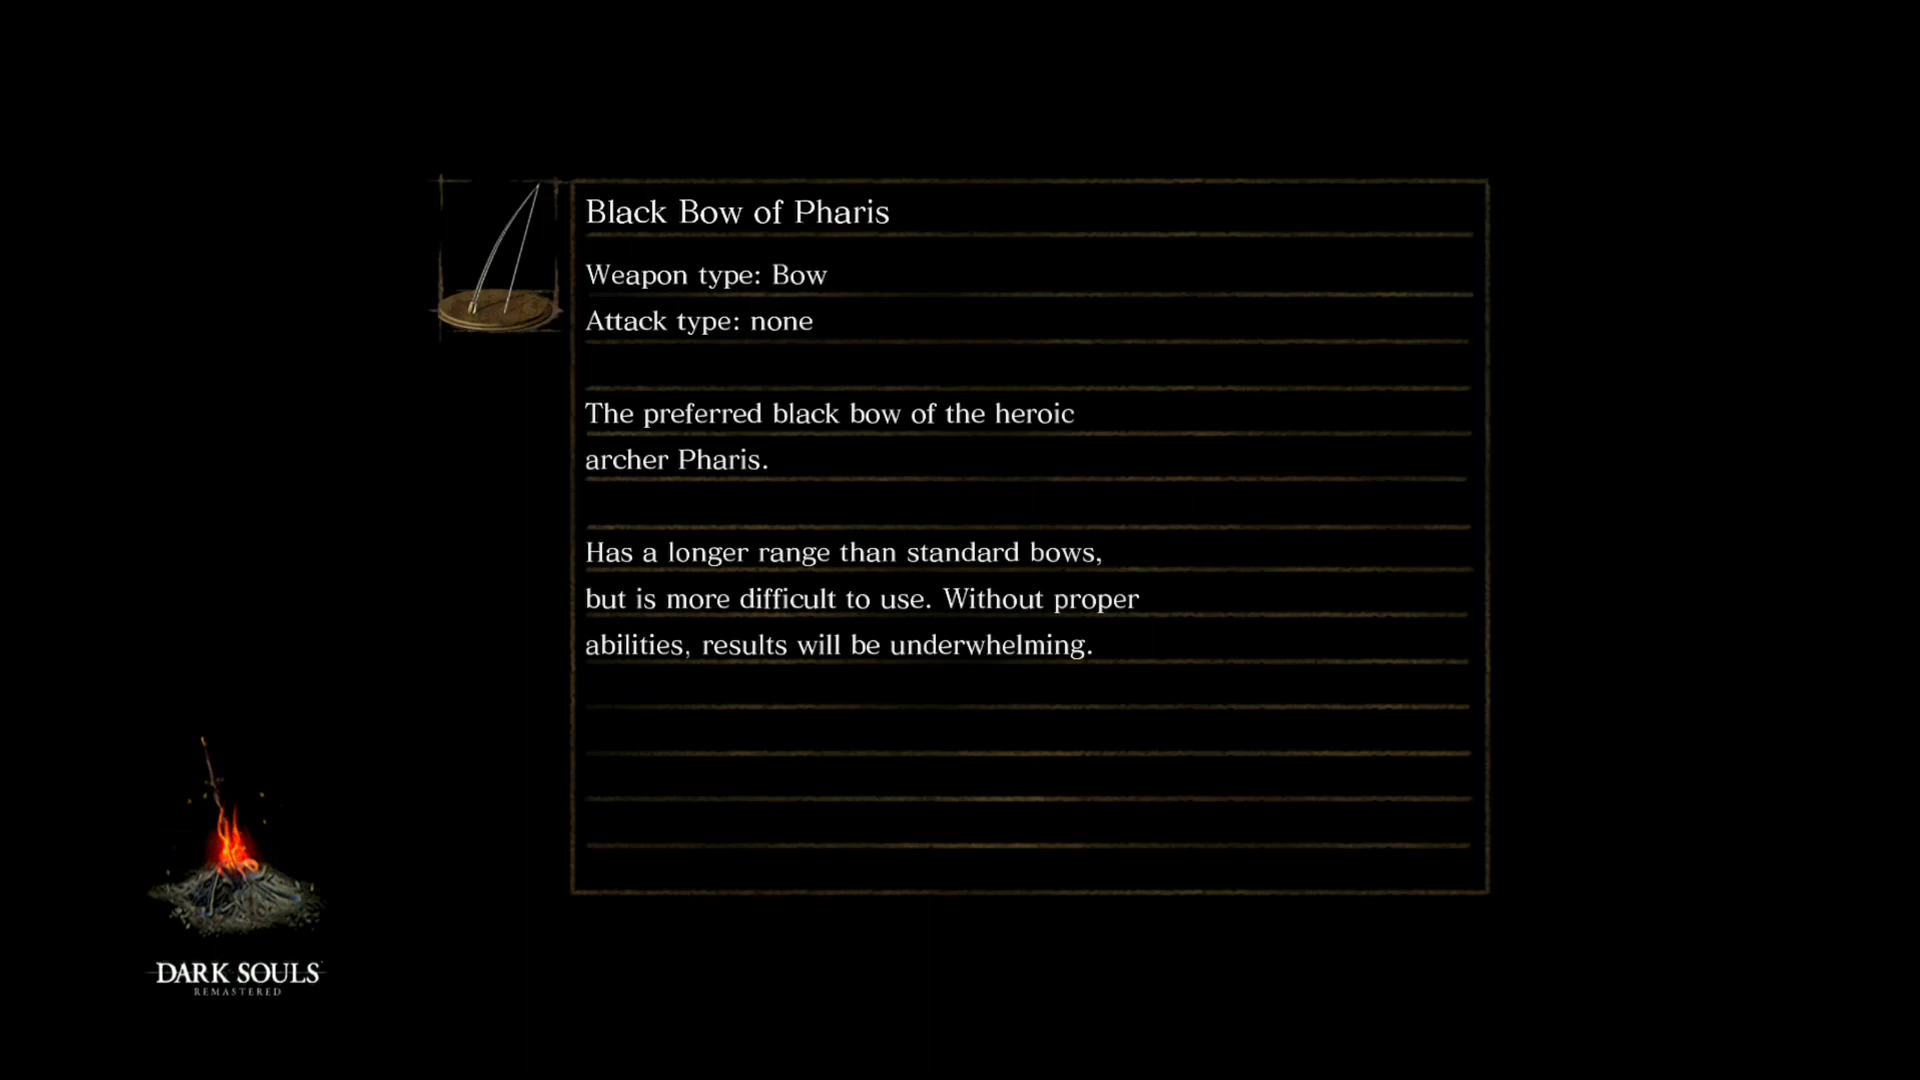 Black Bow of Pharis
Weapon type: Bow
Attack type: none
The preferred black bow of the heroic
archer Pharis.
Has a longer range than standard bows,
but is more difficult to use. Without proper
abilities, results will be underwhelming.
DARK SOULS
REMASTERED